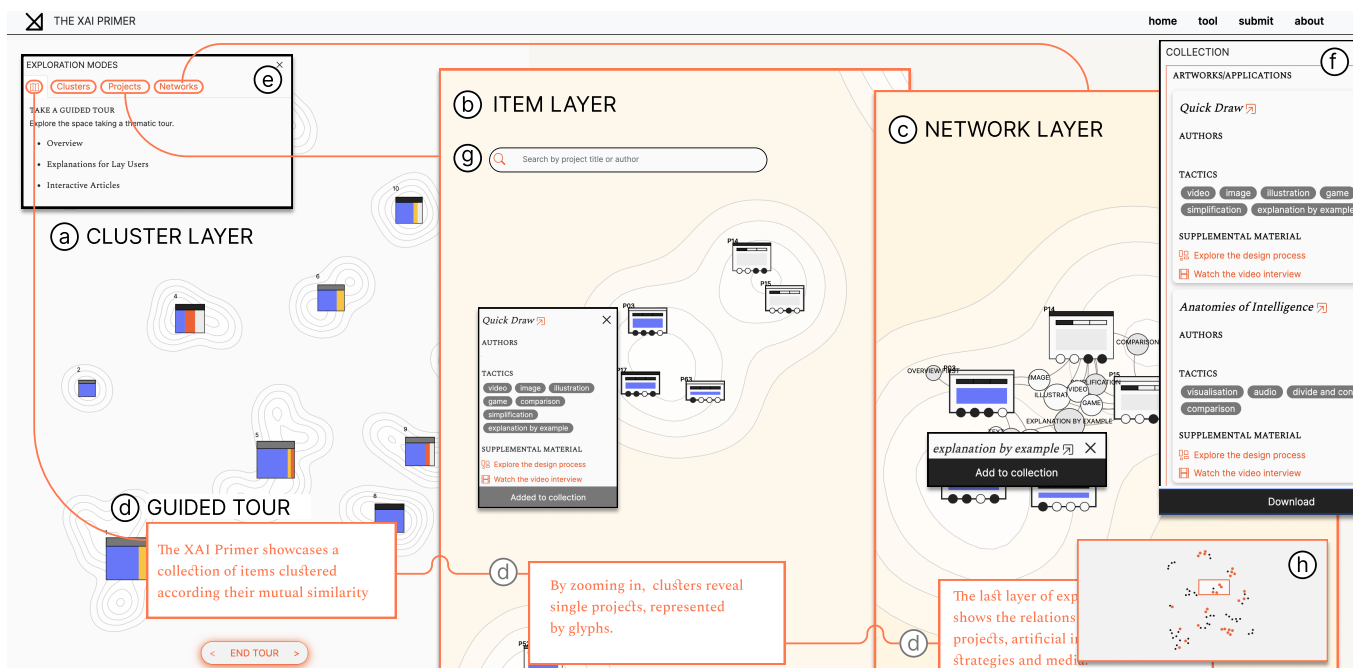 THE XAI PRIMER
home tool submit about
EXPLORATION MODES
e
Clusters Projects Networks
TAKE A GUIDED TOUR
Explore the space taking a thematic tour.
Overview
Explanations for Lay Users
Interactive Articles
a CLUSTER LAYER
10
6
4
2
5
9
8
d GUIDED TOUR
The XAI Primer showcases a
collection of items clustered
according their mutual similarity
< END TOUR >
b ITEM LAYER
g Search by project title or author
P14
P15
P03
P17
P63
Quick Draw
AUTHORS
TACTICS
video image illustration
game comparison
simplification
explanation by example
SUPPLEMENTAL MATERIAL
Explore the design process
Watch the video interview
Added to collection
d
By zooming in, clusters reveal
single projects, represented
by glyphs.
P52
c NETWORK LAYER
P14
COMPARISON
OVERVIEW FIRST
P03
IMAGE
VIDEO
P15
ILLUSTRAT
GAME
EXPLANATION BY EXAMPLE
explanation by example
Add to collection
d
The last layer of exp
shows the relations
projects, artificial in
strategies and media.
COLLECTION
f
ARTWORKS/APPLICATIONS
Quick Draw
AUTHORS
TACTICS
video image illustration game
simplification explanation by example
SUPPLEMENTAL MATERIAL
Explore the design process
Watch the video interview
Anatomies of Intelligence
AUTHORS
TACTICS
visualisation audio divide and con
comparison
SUPPLEMENTAL MATERIAL
Explore the design process
Watch the video interview
Download
h